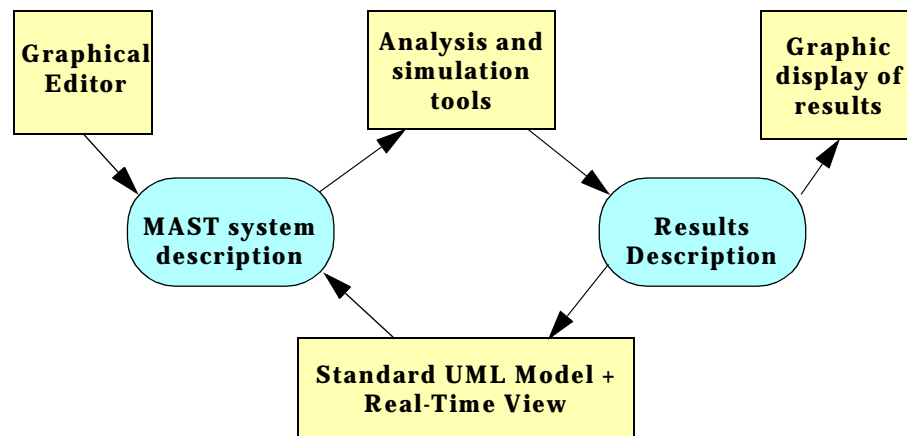 Graphical
Editor
Analysis and
simulation
tools
Graphic
display of
results
MAST system
description
Results
Description
Standard UML Model +
Real-Time View